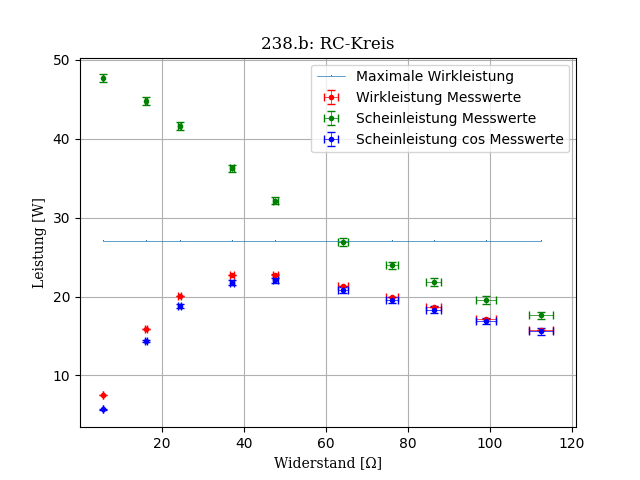 238.b: RC-Kreis
Maximale Wirkleistung
Wirkleistung Messwerte
Scheinleistung Messwerte
Scheinleistung cos Messwerte
Leistung [W]
50
40
30
20
10
20 40 60 80 100 120
Widerstand [Ω]